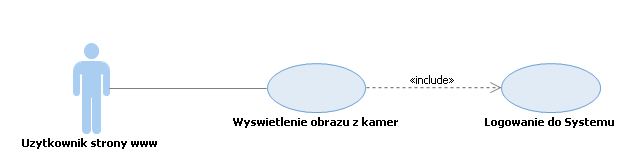 «include»
Uzytkownik strony www
Wyswietlenie obrazu z kamer
Logowanie do Systemu